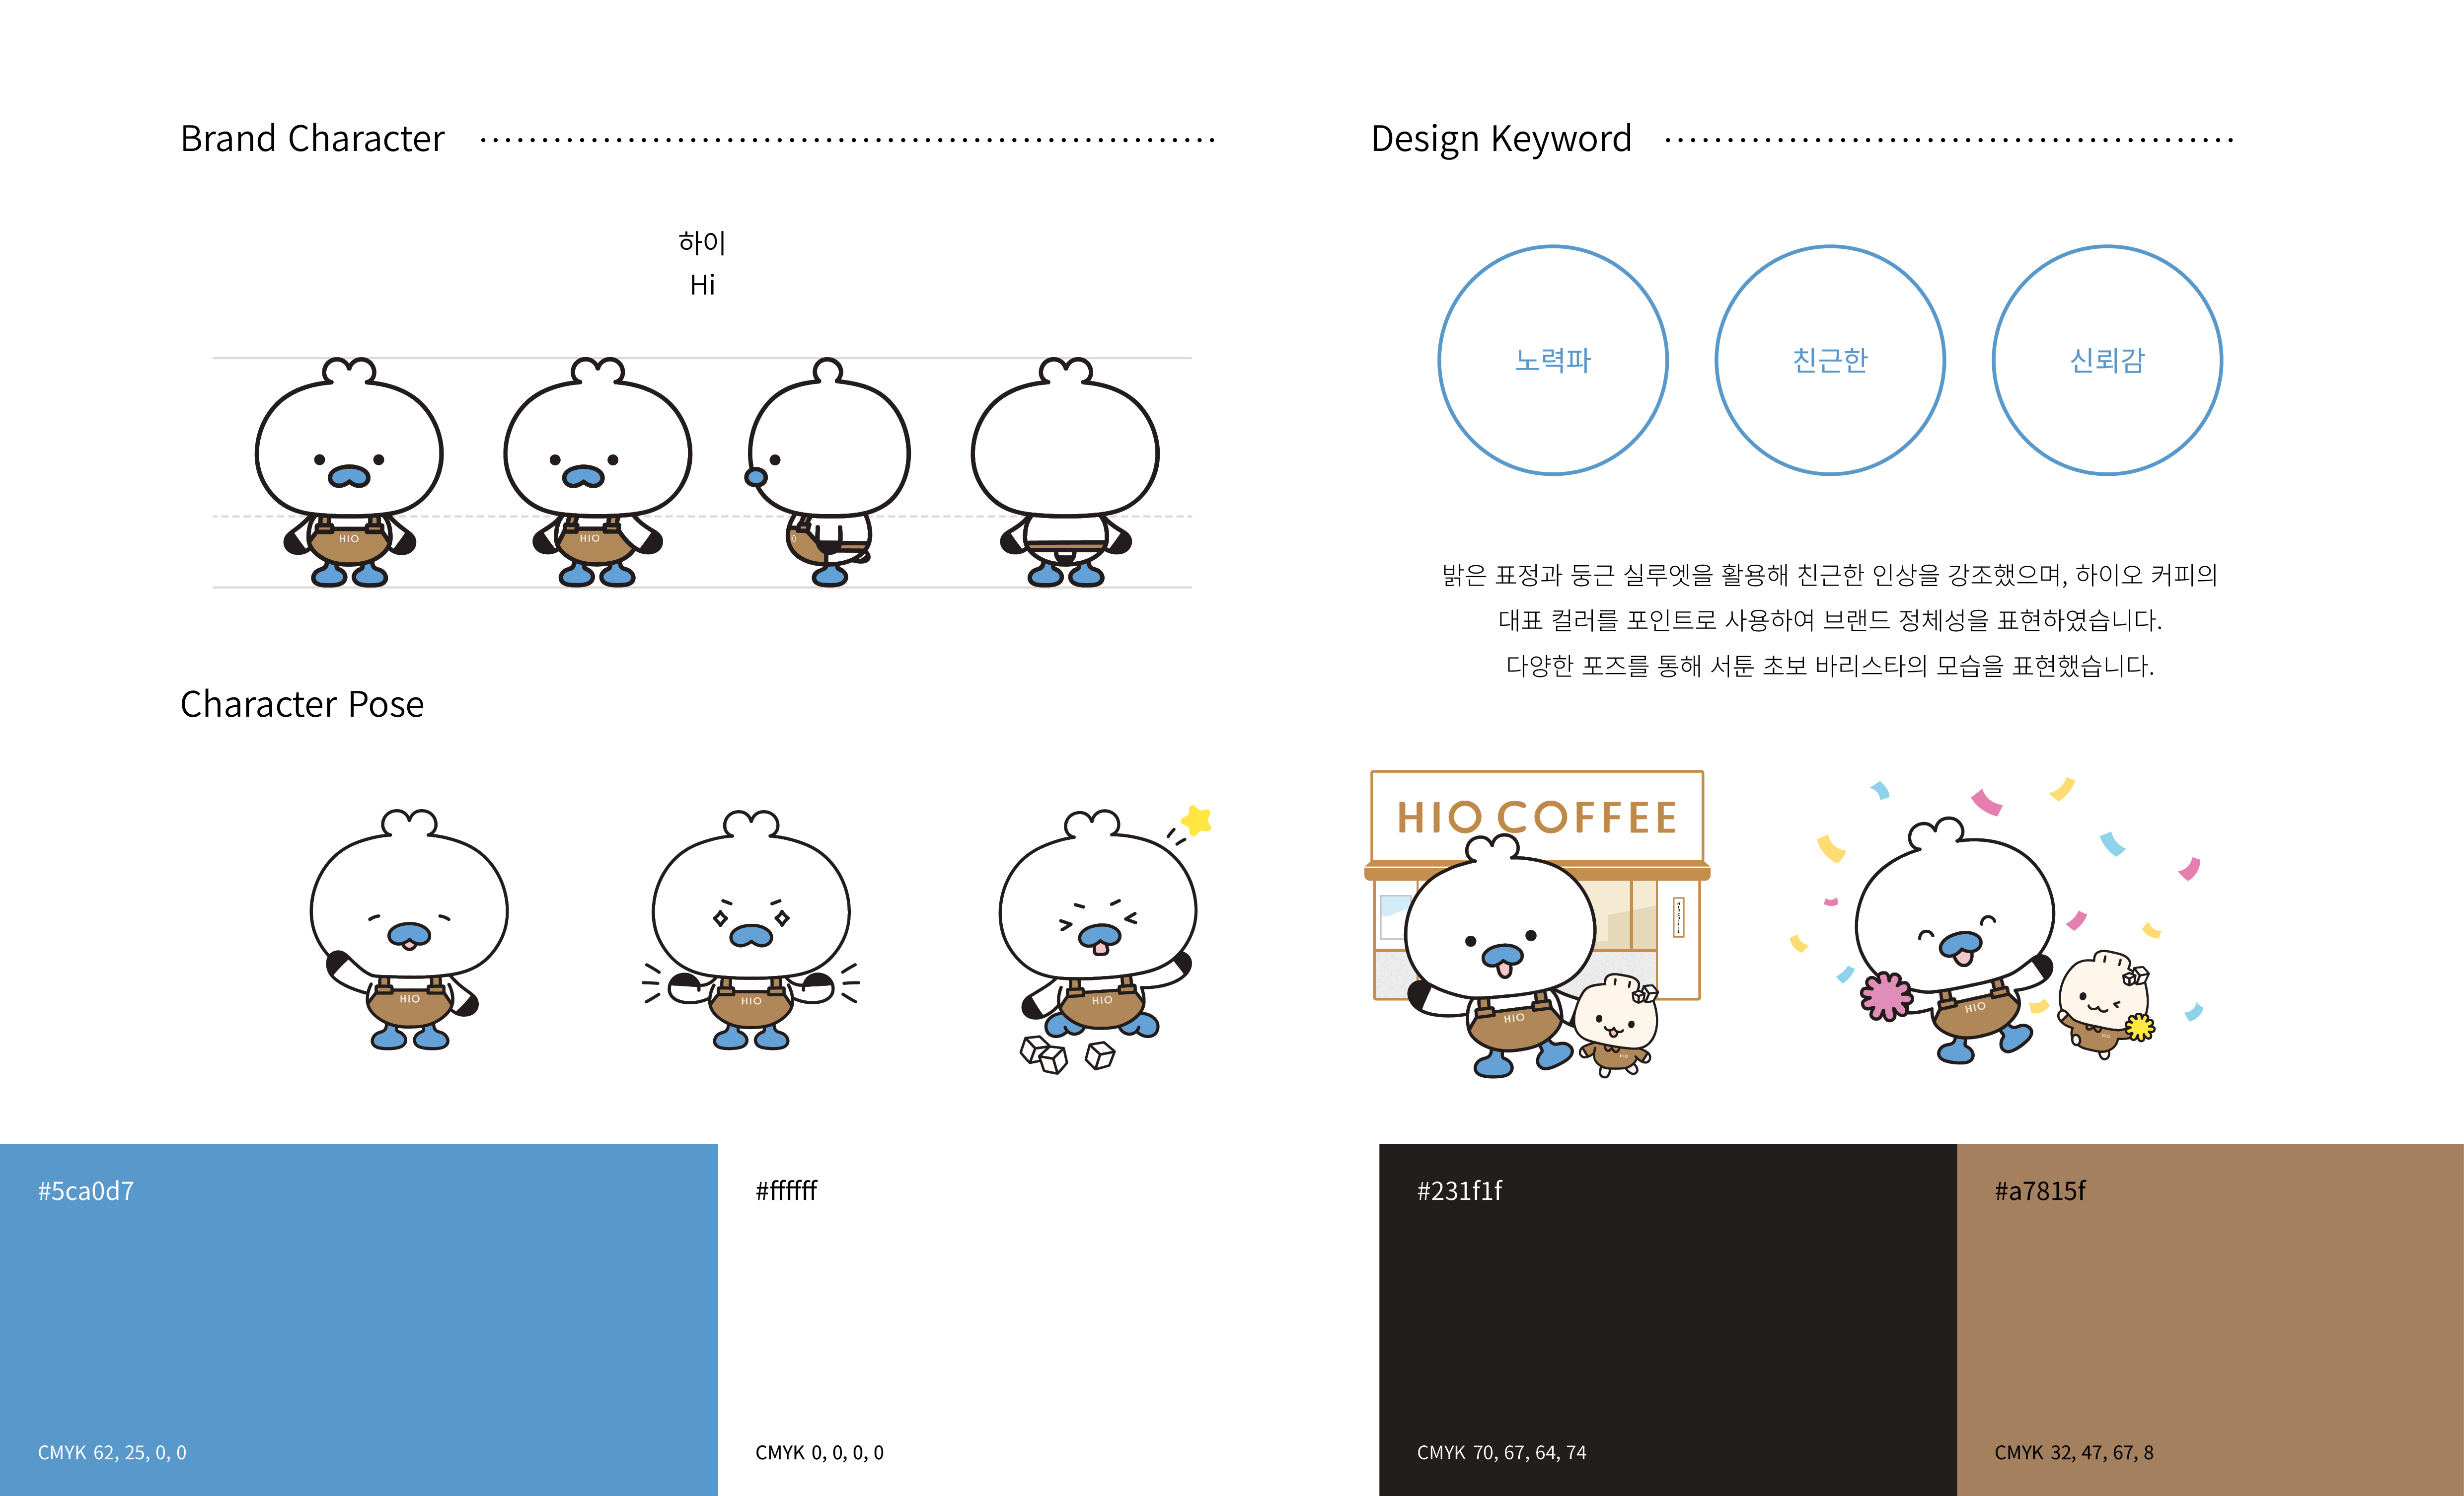 Brand Character
하이
Hi
HIO
HIO
HIO
Character Pose
HIO
HIO
HIO
Design Keyword
노력파
친근한
신뢰감
밝은 표정과 둥근 실루엣을 활용해 친근한 인상을 강조했으며, 하이오 커피의
대표 컬러를 포인트로 사용하여 브랜드 정체성을 표현하였습니다.
다양한 포즈를 통해 서툰 초보 바리스타의 모습을 표현했습니다.
HIO COFFEE
HIO COFFEE
HIO
HIO
HIO
HIO
#5ca0d7
CMYK 62, 25, 0, 0
#ffffff
CMYK 0, 0, 0, 0
#231f1f
CMYK 70, 67, 64, 74
#a7815f
CMYK 32, 47, 67, 8